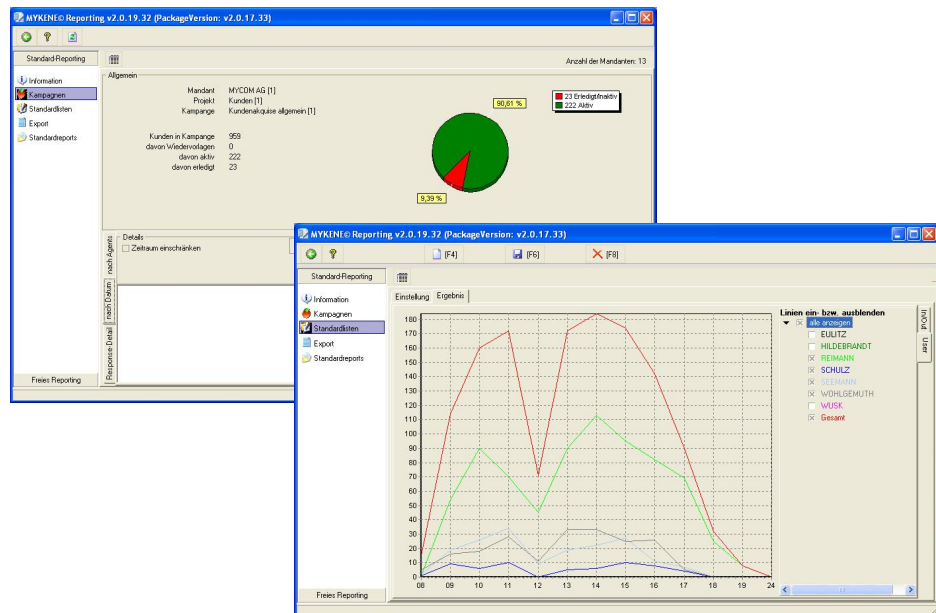 MYKENE© Reporting v2.0.19.32 (PackageVersion: v2.0.17.33)
Standard-Reporting
Anzahl der Mandanten: 13
Information
Kampagnen
Standardlisten
Export
Standardreports
Freies Reporting
Allgemein
Mandant MYCOM AG [1]
Projekt Kunden [1]
Kampange Kundenakquise allgemein [1]
Kunden in Kampange 959
davon Wiedervorlagen 0
davon aktiv 222
davon erledigt 23
90,61 %
9,39 %
23 Erledigt/Inaktiv
222 Aktiv
nach Agents
nach Datum
Response-Detail
Details
Zeitraum einschränken
MYKENE© Reporting v2.0.19.32 (PackageVersion: v2.0.17.33)
[F4] [F6] [F8]
Standard-Reporting
Information
Kampagnen
Standardlisten
Export
Standardreports
Freies Reporting
Einstellung Ergebnis
180
170
160
150
140
130
120
110
100
90
80
70
60
50
40
30
20
10
0
08 09 10 11 12 13 14 15 16 17 18 19 24
Linien ein- bzw. ausblenden
alle anzeigen
EULITZ
HILDEBRANDT
REIMANN
SCHULZ
SEEMANN
WOHLGEMUTH
WUSK
Gesamt
In/Out
User